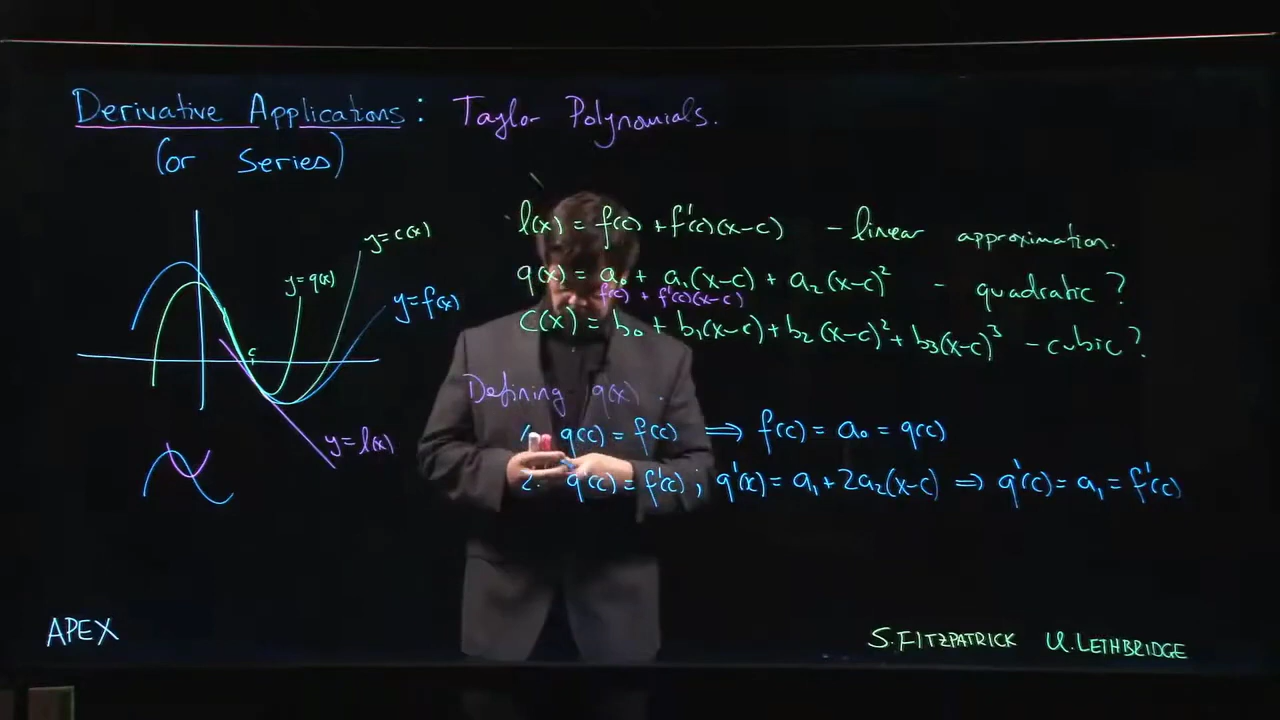 Derivative Applications: Taylor Polynomials.
(or Series)
l(x) = f(c) + f'(c)(x-c) - linear approximation.
q(x) = a₀ + a₁(x-c) + a₂(x-c)² - quadratic?
f(c) + f'(c)(x-c)
C(x) = b₀ + b₁(x-c) + b₂(x-c)² + b₃(x-c)³ - cubic?
y=c(x)
y=q(x)
y=f(x)
c
y=l(x)
Defining q(x).
1. q(c) = f(c) ⟹ f(c) = a₀ = q(c)
2. q'(c) = f'(c); q'(x) = a₁ + 2a₂(x-c) ⟹ q'(c) = a₁ = f'(c)
APEX
S. FITZPATRICK U. LETHBRIDGE